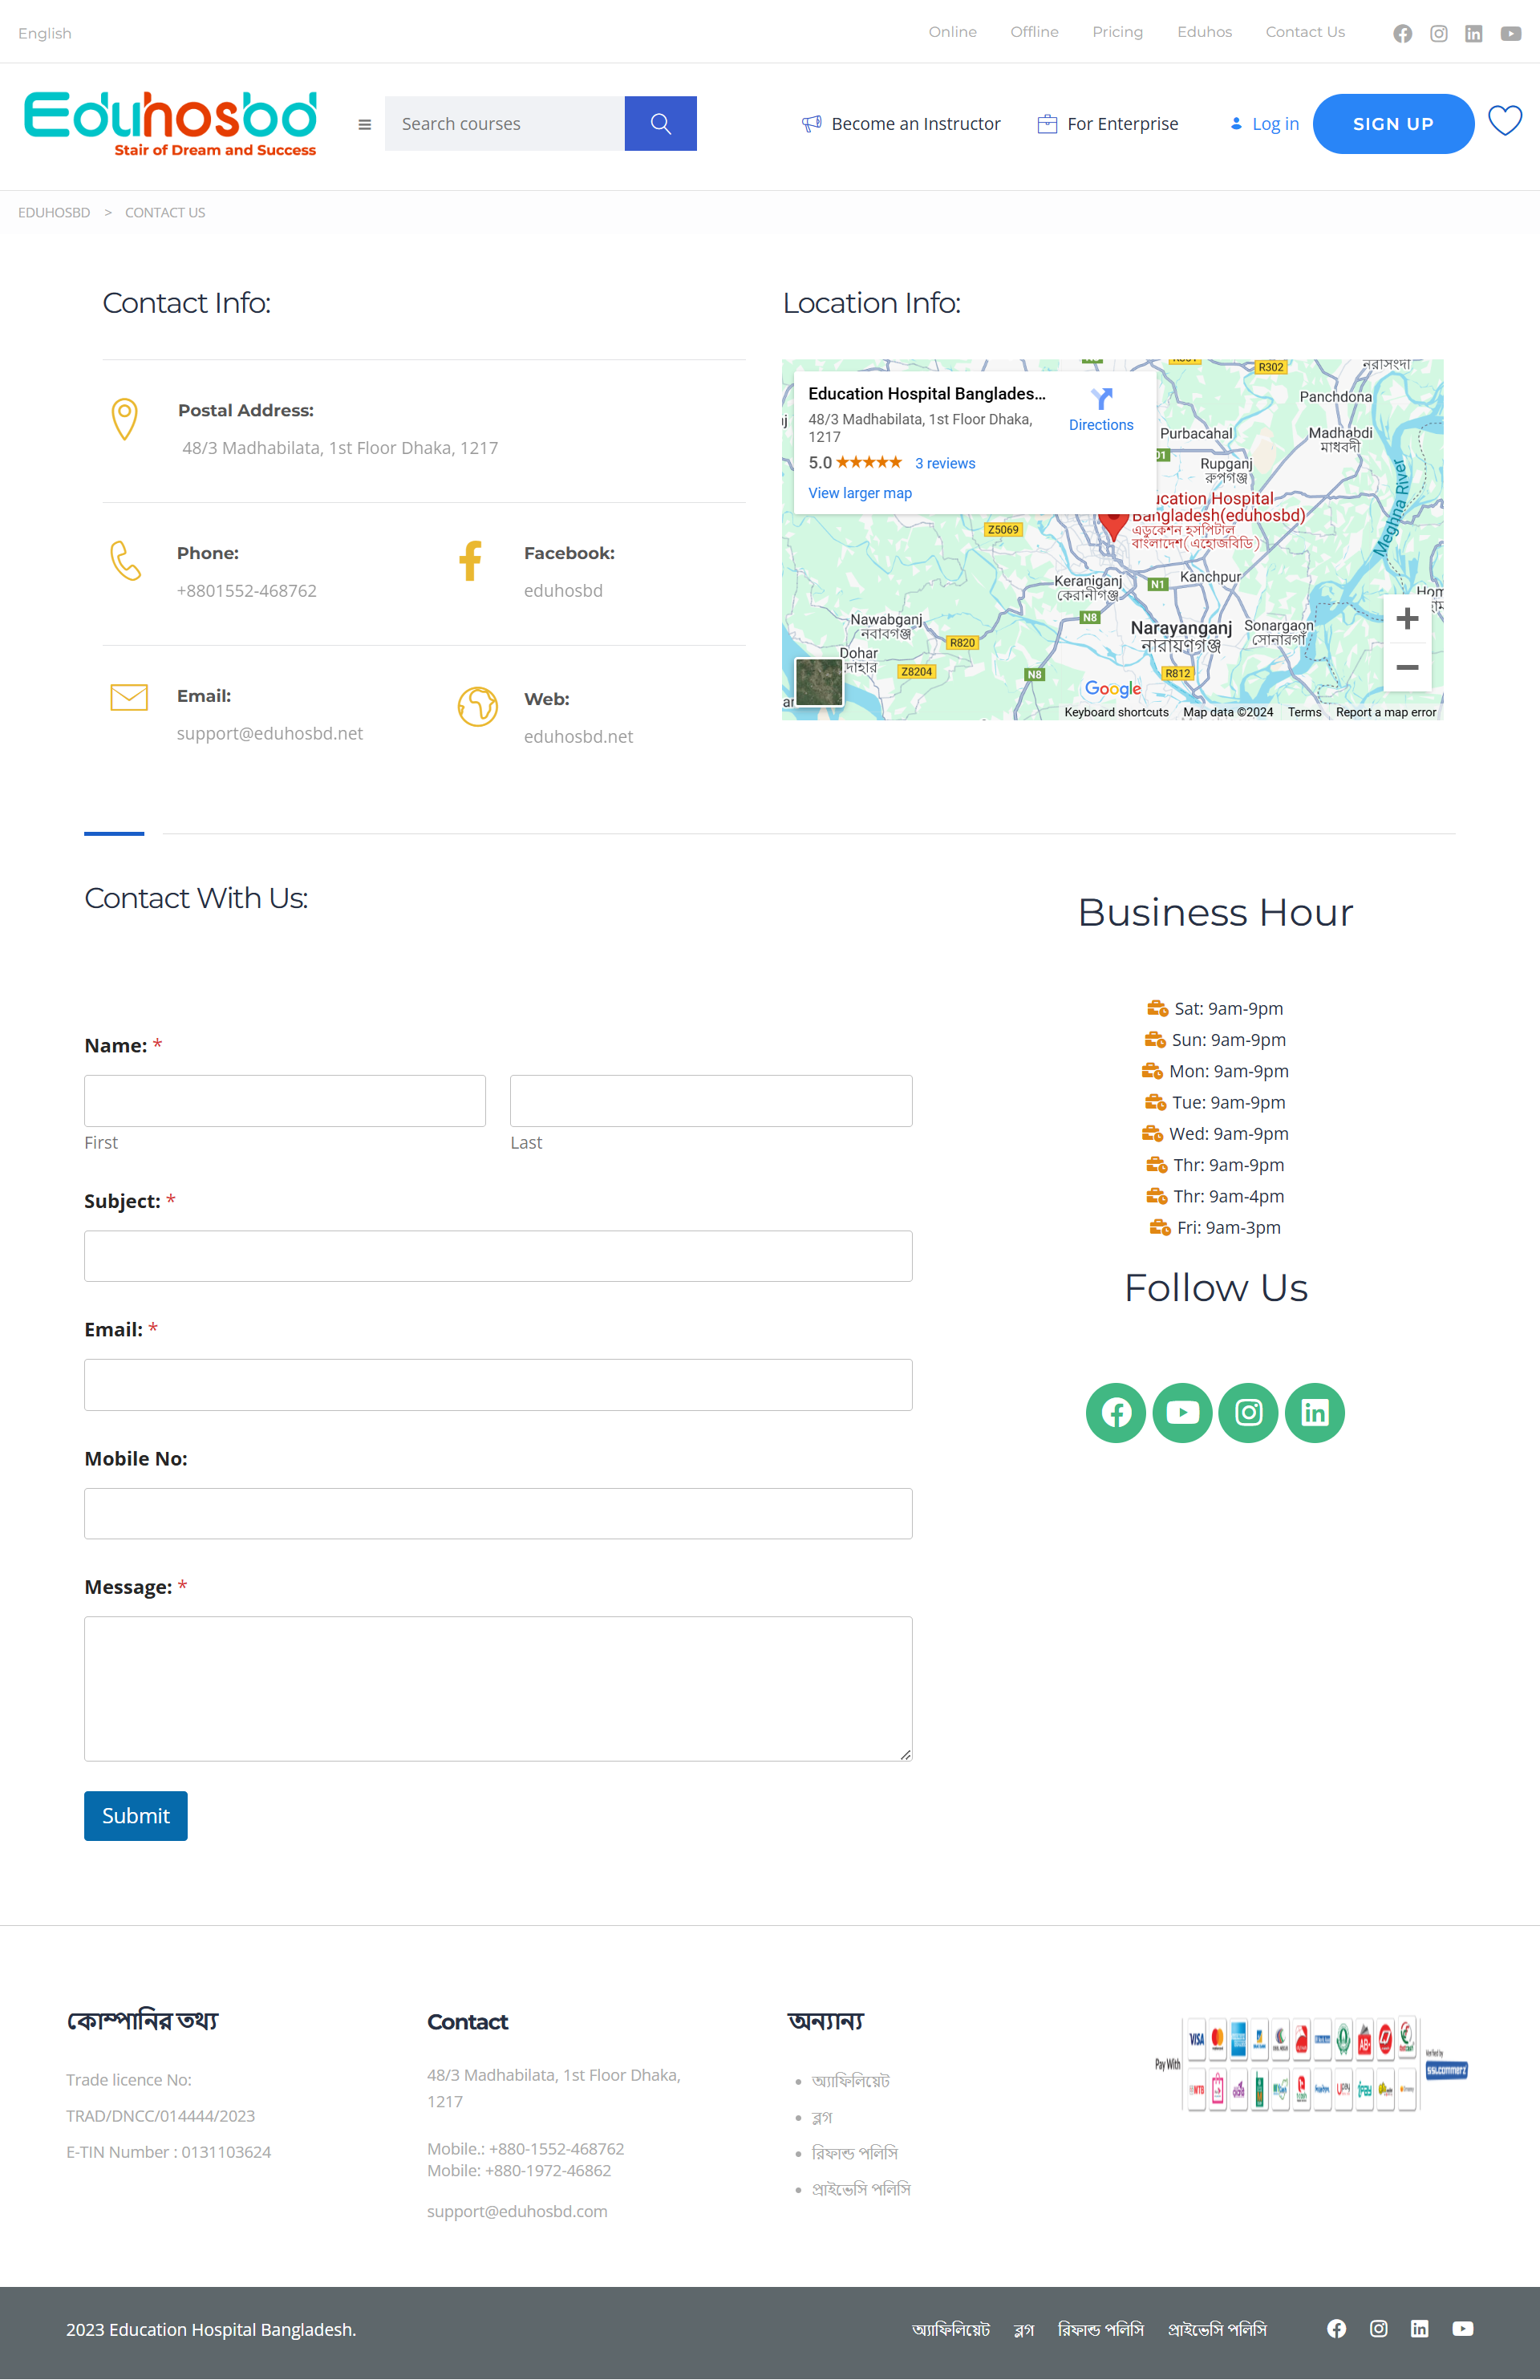 English
Online
Offline
Pricing
Eduhos
Contact Us
Eduhosbd
Stair of Dream and Success
Search courses
Become an Instructor
For Enterprise
Log in
SIGN UP
EDUHOSBD > CONTACT US
Contact Info:
Postal Address:
48/3 Madhabilata, 1st Floor Dhaka, 1217
Phone:
+8801552-468762
Facebook:
eduhosbd
Email:
support@eduhosbd.net
Web:
eduhosbd.net
Location Info:
Education Hospital Banglades...
48/3 Madhabilata, 1st Floor Dhaka,
1217
5.0
3 reviews
View larger map
Directions
R302
Panchdona
Purbacahal
Madhabdi
মাধবদী
Rupganj
রুপগঞ্জ
Meghna River
Hospital
Bangladesh(eduhosbd)
এডুকেশন হসপিটাল
বাংলাদেশ(এহোজবিডি)
Z5069
Keraniganj
কেরানীগঞ্জ
N1
Kanchpur
N8
Nawabganj
নবাবগঞ্জ
Narayanganj
নারায়ণগঞ্জ
Sonargaon
সোনারগাঁ
R820
Dohar
দোহার
Z8204
N8
R812
Google
Keyboard shortcuts
Map data ©2024
Terms
Report a map error
Contact With Us:
Name: *
First
Last
Subject: *
Email: *
Mobile No:
Message: *
Submit
Business Hour
Sat: 9am-9pm
Sun: 9am-9pm
Mon: 9am-9pm
Tue: 9am-9pm
Wed: 9am-9pm
Thr: 9am-9pm
Thr: 9am-4pm
Fri: 9am-3pm
Follow Us
কোম্পানির তথ্য
Trade licence No:
TRAD/DNCC/014444/2023
E-TIN Number : 0131103624
Contact
48/3 Madhabilata, 1st Floor Dhaka,
1217
Mobile.: +880-1552-468762
Mobile: +880-1972-46862
support@eduhosbd.com
অন্যান্য
অ্যাফিলিয়েট
ব্লগ
রিফান্ড পলিসি
প্রাইভেসি পলিসি
Pay With
VISA
Verified by
SSLCOMMERZ
2023 Education Hospital Bangladesh.
অ্যাফিলিয়েট
ব্লগ
রিফান্ড পলিসি
প্রাইভেসি পলিসি